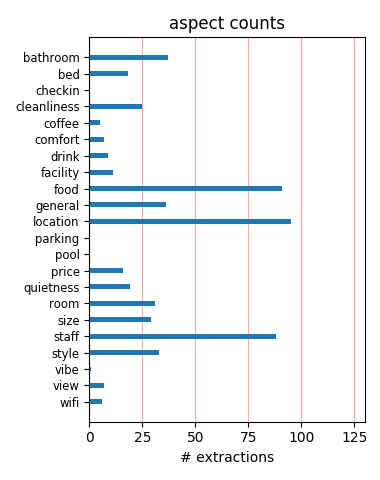 aspect counts
bathroom
bed
checkin
cleanliness
coffee
comfort
drink
facility
food
general
location
parking
pool
price
quietness
room
size
staff
style
vibe
view
wifi
0 25 50 75 100 125
# extractions